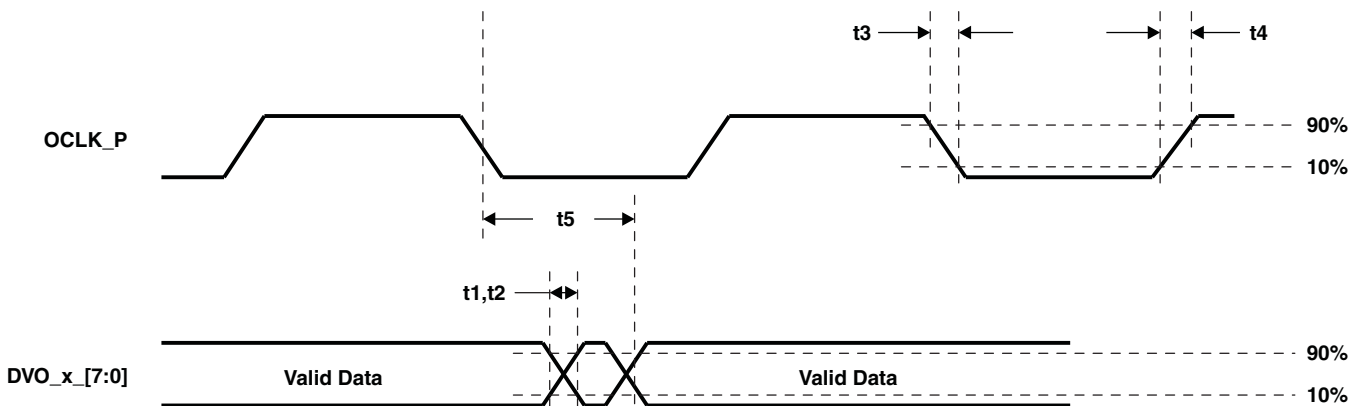 t3
t4
OCLK_P
90%
10%
t5
t1,t2
DVO_x_[7:0]
Valid Data
Valid Data
90%
10%